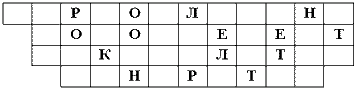 Р О Л Н
О О Е Е Т
К Л Т
Н Р Т